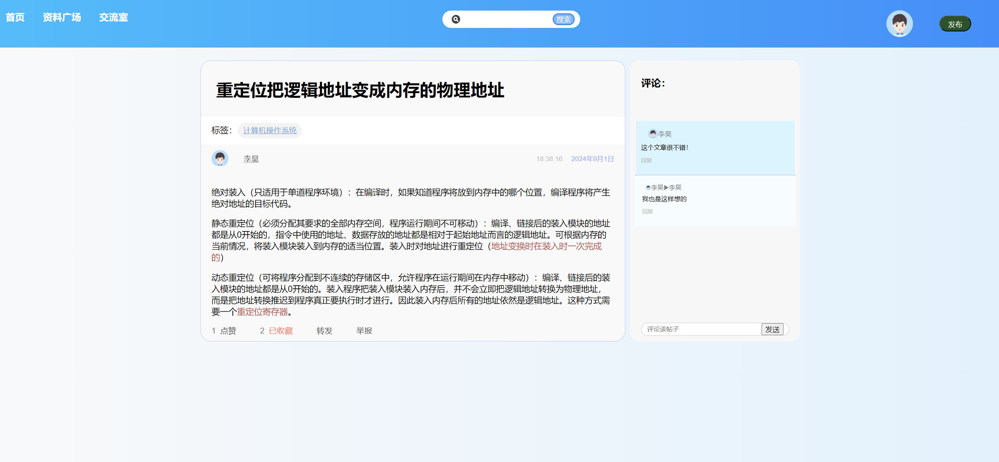 首页 资料广场 交流室 搜索 发布
重定位把逻辑地址变成内存的物理地址
标签： 计算机操作系统
李昊 18:38:16 2024年9月1日
绝对装入（只适用于单道程序环境）：在编译时，如果知道程序将放到内存中的哪个位置，编译程序将产生
绝对地址的目标代码。
静态重定位（必须分配其要求的全部内存空间，程序运行期间不可移动）：编译、链接后的装入模块的地址
都是从0开始的，指令中使用的地址、数据存放的地址都是相对于起始地址而言的逻辑地址。可根据内存的
当前情况，将装入模块装入到内存的适当位置。装入时对地址进行重定位（地址变换时在装入时一次完成
的）
动态重定位（可将程序分配到不连续的存储区中，允许程序在运行期间在内存中移动）：编译、链接后的装
入模块的地址都是从0开始的。装入程序把装入模块装入内存后，并不会立即把逻辑地址转换为物理地址，
而是把地址转换推迟到程序真正要执行时才进行。因此装入内存后所有的地址依然是逻辑地址。这种方式需
要一个重定位寄存器。
1 点赞 2 已收藏 转发 举报
评论：
李昊
这个文章很不错！
回复
李昊▶李昊
我也是这样想的
回复
评论该帖子 发送